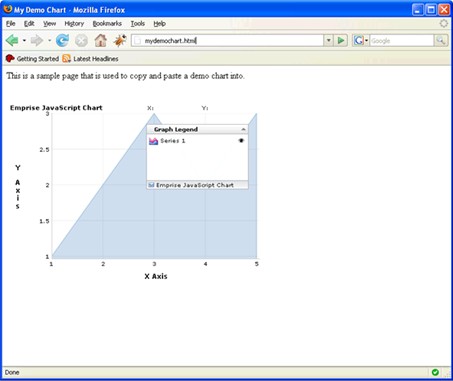 My Demo Chart - Mozilla Firefox
File Edit View History Bookmarks Tools Help
mydemochart.html
Google
Getting Started Latest Headlines
This is a sample page that is used to copy and paste a demo chart into.
Emprise JavaScript Chart X: Y:
3
2.5
2
1.5
1
Y Axis
Graph Legend
Series 1
Emprise JavaScript Chart
1 2 3 4 5
X Axis
Done